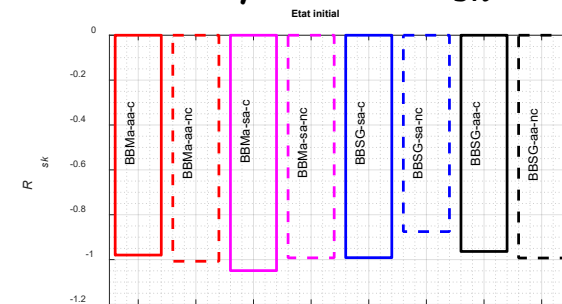 Etat initial
0
-0.2
-0.4
-0.6
-0.8
-1
-1.2
R sk
BBMa-aa-c
BBMa-aa-nc
BBMa-sa-c
BBMa-sa-nc
BBSG-sa-c
BBSG-sa-nc
BBSG-aa-c
BBSG-aa-nc